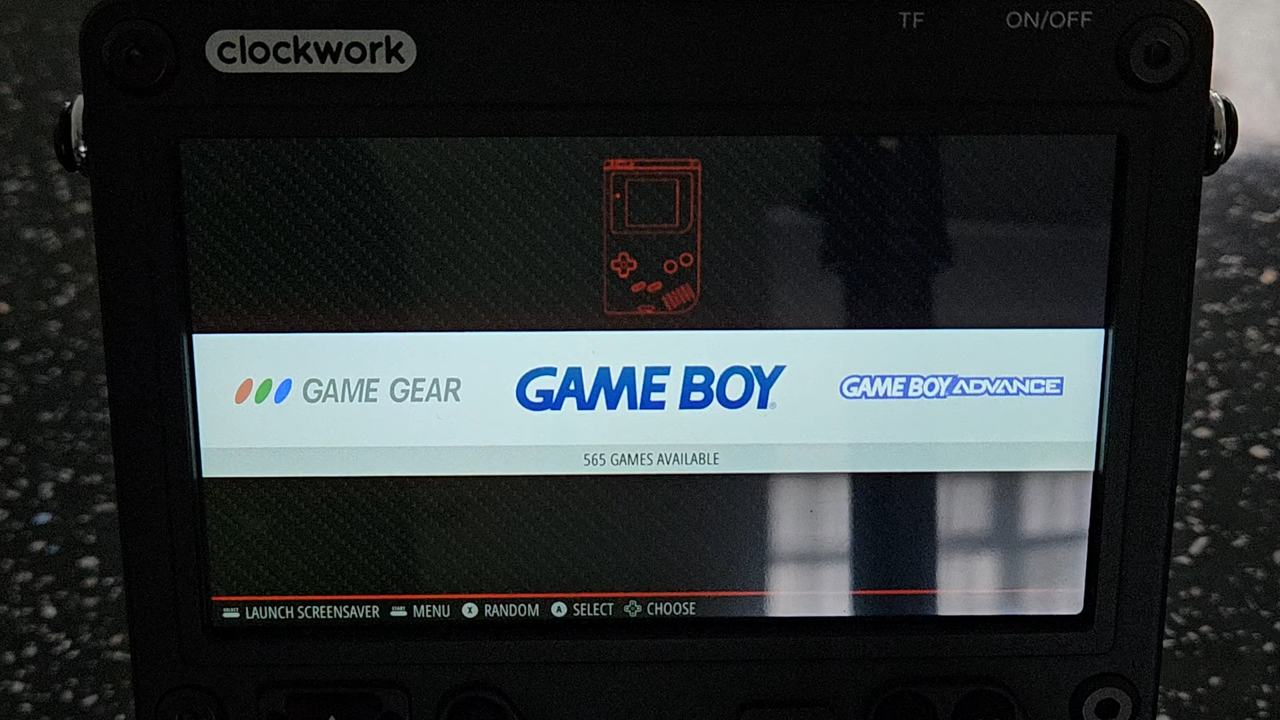 clockwork
TF
ON/OFF
GAME GEAR
GAME BOY
GAME BOY ADVANCE
565 GAMES AVAILABLE
SELECT LAUNCH SCREENSAVER START MENU X RANDOM A SELECT CHOOSE